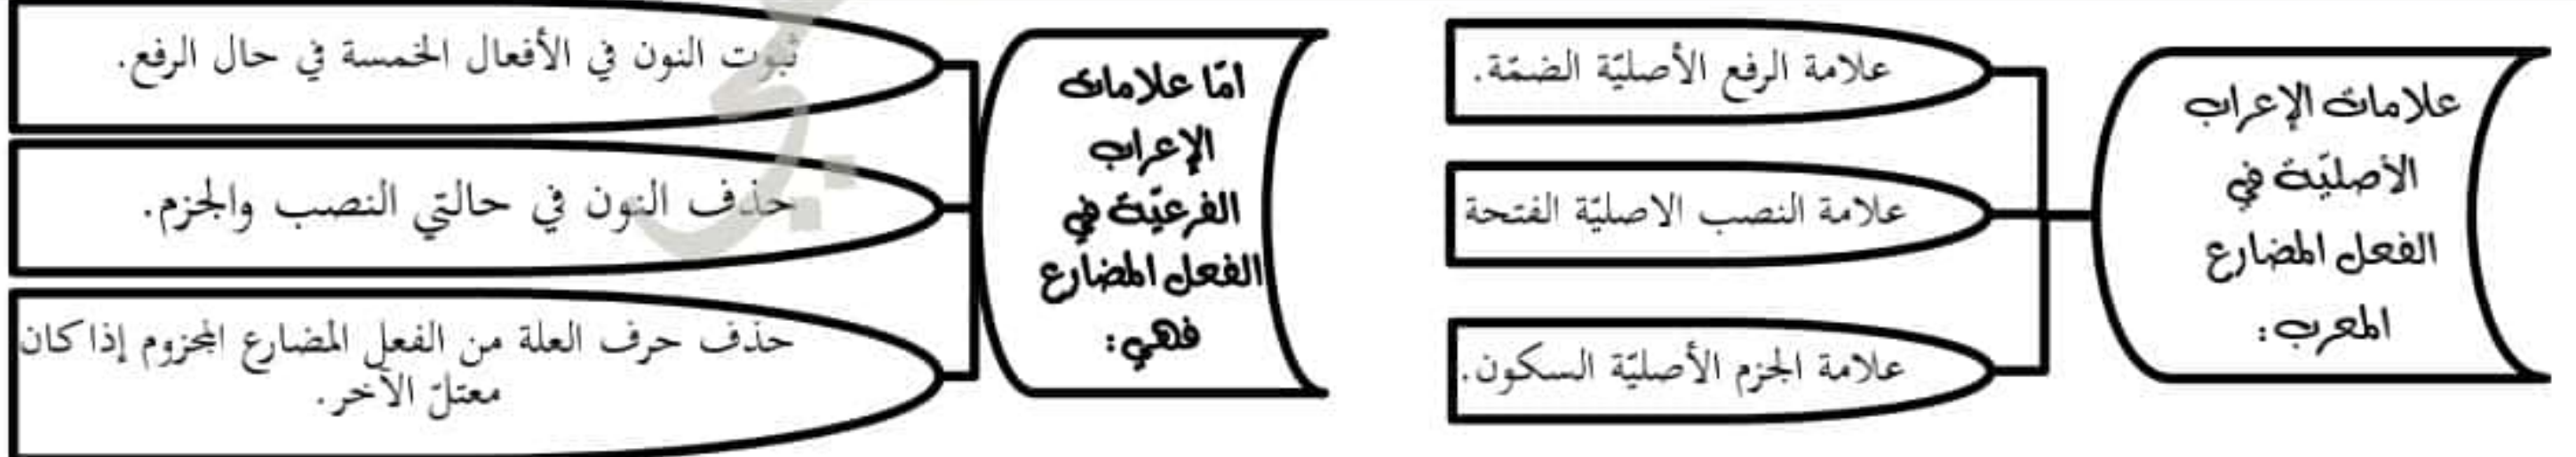 علامات الإعراب
الأصليّة في
الفعل المضارع
المعرب:
علامة الرفع الأصليّة الضمّة.
علامة النصب الاصليّة الفتحة
علامة الجزم الأصليّة السكون.
امّا علامات
الإعراب
الفرعيّة في
الفعل المضارع
فهي:
ثبوت النون في الأفعال الخمسة في حال الرفع.
حذف النون في حالتي النصب والجزم.
حذف حرف العلة من الفعل المضارع المجزوم إذا كان
معتلّ الآخر.